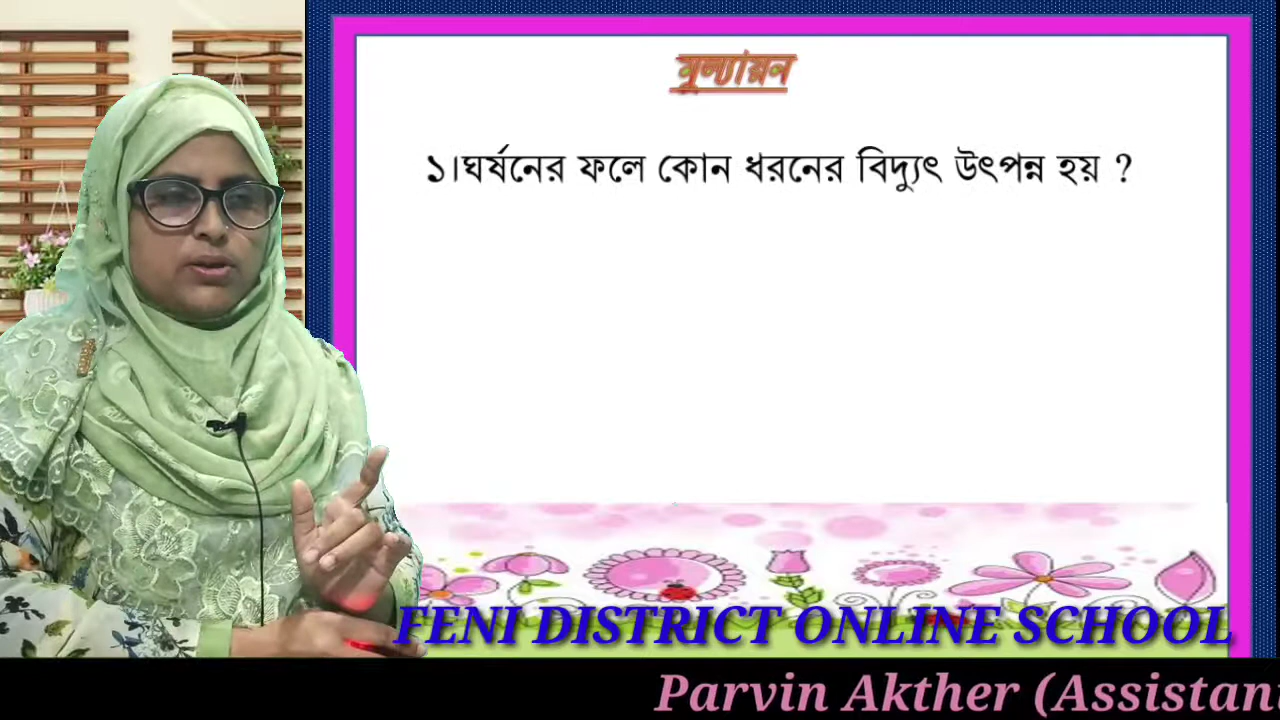 মূল্যায়ন
১।ঘর্ষনের ফলে কোন ধরনের বিদ্যুৎ উৎপন্ন হয় ?
FENI DISTRICT ONLINE SCHOOL
Parvin Akther (Assistan